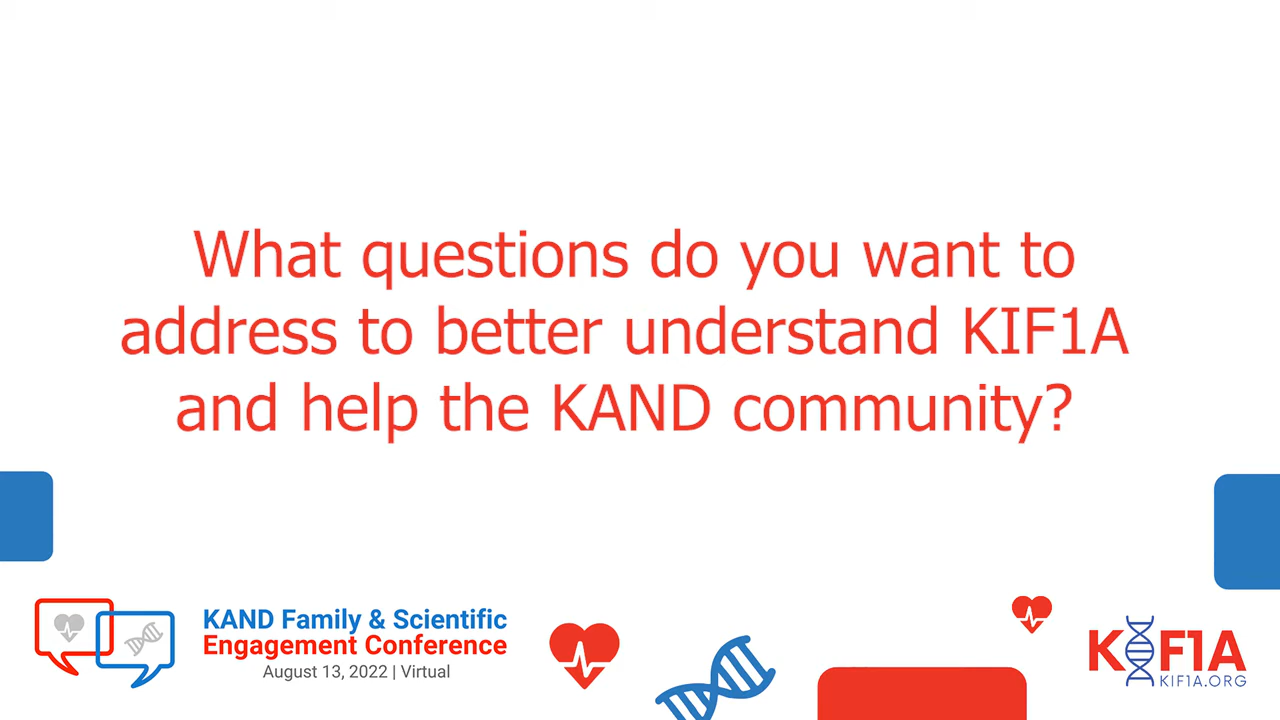 What questions do you want to
address to better understand KIF1A
and help the KAND community?
KAND Family & Scientific
Engagement Conference
August 13, 2022 | Virtual
KIF1A
KIF1A.ORG